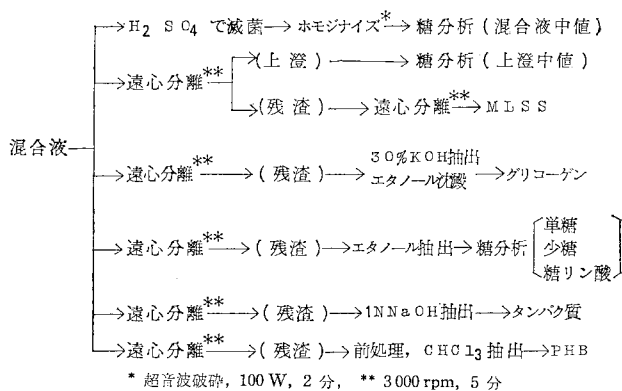 H2 SO4 で滅菌→ホモジナイズ*→糖分析(混合液中値)
(上澄)→糖分析(上澄中値)
遠心分離**
(残渣)→遠心分離**→MLSS
混合液
30%KOH抽出
遠心分離**→(残渣)→エタノール沈殿→グリコーゲン
単糖
遠心分離**→(残渣)→エタノール抽出→糖分析 少糖
糖リン酸
遠心分離**→(残渣)→1NNaOH抽出→タンパク質
遠心分離**→(残渣)→前処理, CHCl3抽出→PHB
* 超音波破砕, 100W, 2分, ** 3000rpm, 5分